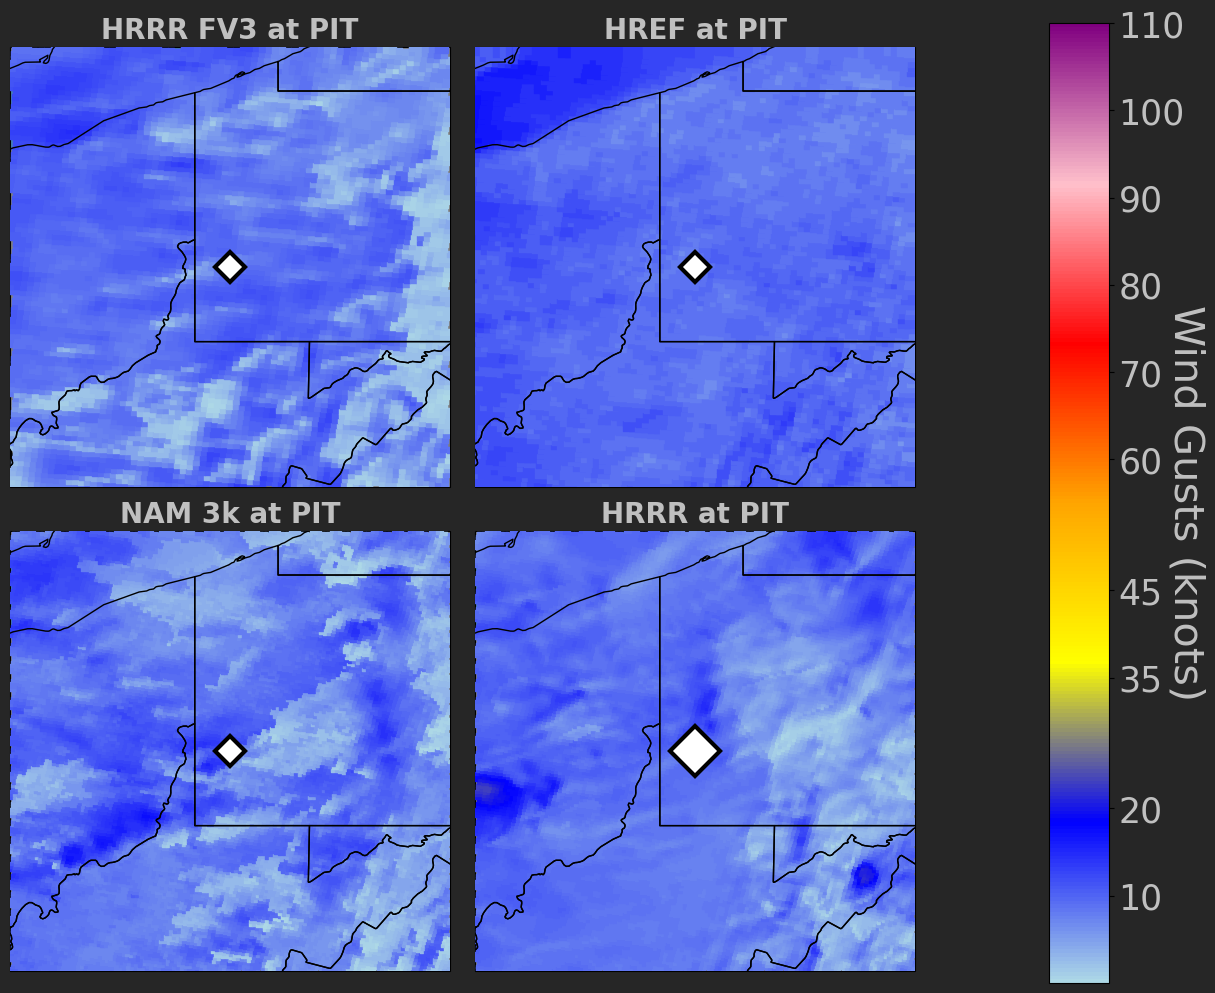 HRRR FV3 at PIT
HREF at PIT
NAM 3k at PIT
HRRR at PIT
110
100
90
80
70
60
45
35
20
10
Wind Gusts (knots)